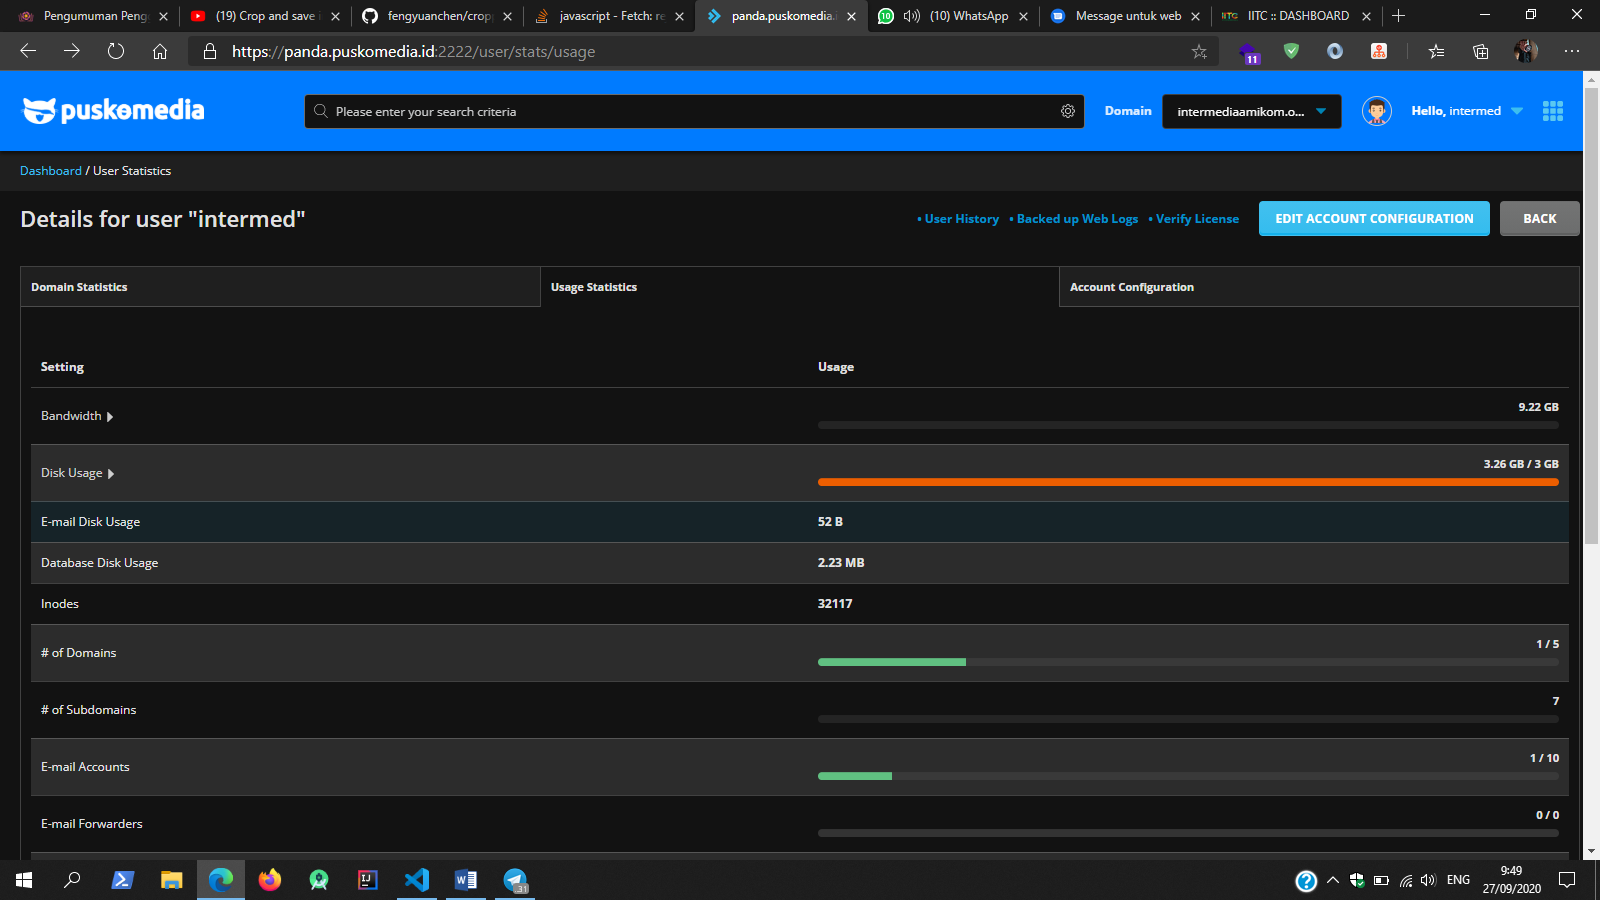 Pengumuman Peng
(19) Crop and save i
fengyuanchen/crop
javascript - Fetch: re
panda.puskomedia.i
10
(10) WhatsApp
Message untuk web
IITC
IITC :: DASHBOARD
https://panda.puskomedia.id:2222/user/stats/usage
11
puskomedia
Please enter your search criteria
Domain
intermediaamikom.o...
Hello, intermed
Dashboard / User Statistics
Details for user "intermed"
• User History
• Backed up Web Logs
• Verify License
EDIT ACCOUNT CONFIGURATION
BACK
Domain Statistics
Usage Statistics
Account Configuration
Setting
Usage
Bandwidth
9.22 GB
Disk Usage
3.26 GB / 3 GB
E-mail Disk Usage
52 B
Database Disk Usage
2.23 MB
Inodes
32117
# of Domains
1 / 5
# of Subdomains
7
E-mail Accounts
1 / 10
E-mail Forwarders
0 / 0
IJ
W
31
?
ENG
9:49
27/09/2020